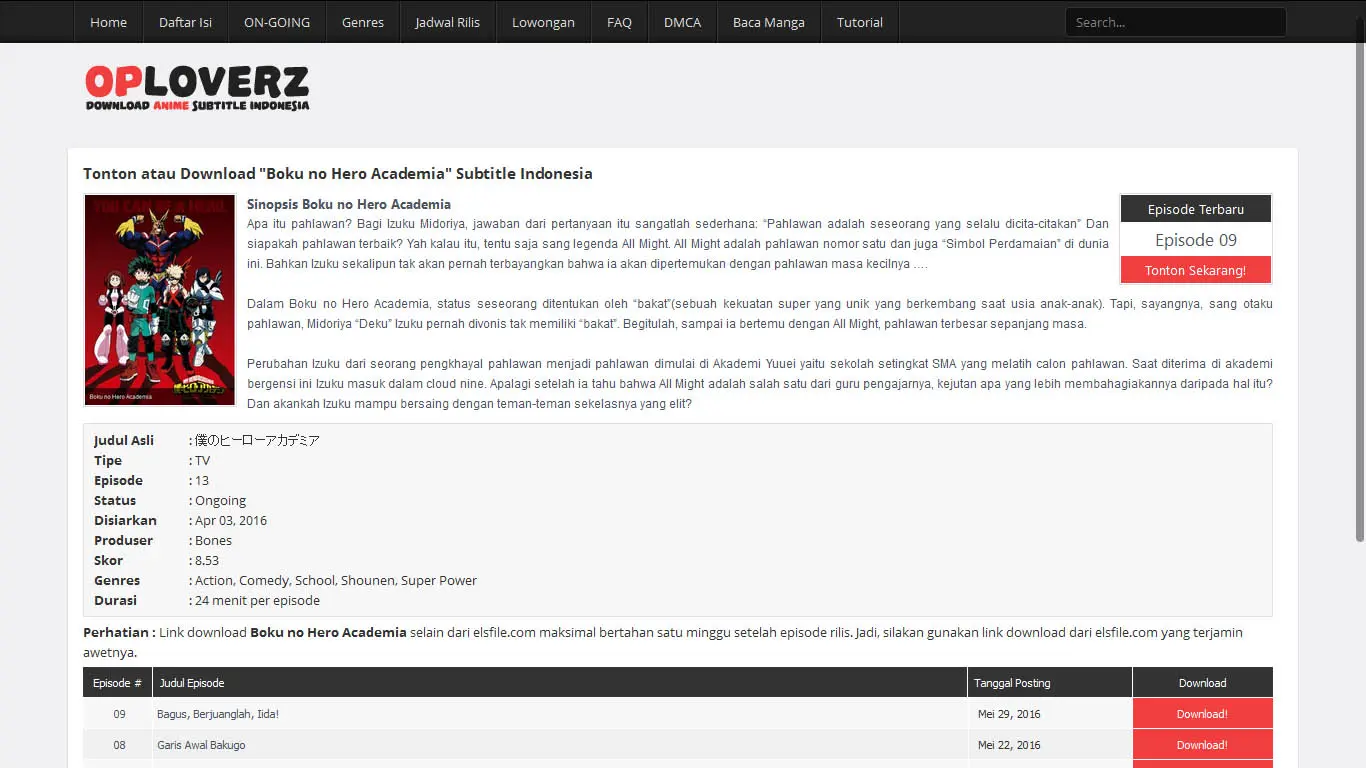 Home Daftar Isi ON-GOING Genres Jadwal Rilis Lowongan FAQ DMCA Baca Manga Tutorial Search...
OPLOVERZ
DOWNLOAD ANIME SUBTITLE INDONESIA
Tonton atau Download "Boku no Hero Academia" Subtitle Indonesia
YOU CAN BE A HERO
Boku no Hero Academia
Sinopsis Boku no Hero Academia
Apa itu pahlawan? Bagi Izuku Midoriya, jawaban dari pertanyaan itu sangatlah sederhana: “Pahlawan adalah seseorang yang selalu dicita-citakan” Dan
siapakah pahlawan terbaik? Yah kalau itu, tentu saja sang legenda All Might. All Might adalah pahlawan nomor satu dan juga “Simbol Perdamaian” di dunia
ini. Bahkan Izuku sekalipun tak akan pernah terbayangkan bahwa ia akan dipertemukan dengan pahlawan masa kecilnya ….
Episode Terbaru
Episode 09
Tonton Sekarang!
Dalam Boku no Hero Academia, status seseorang ditentukan oleh “bakat”(sebuah kekuatan super yang unik yang berkembang saat usia anak-anak). Tapi, sayangnya, sang otaku
pahlawan, Midoriya “Deku” Izuku pernah divonis tak memiliki “bakat”. Begitulah, sampai ia bertemu dengan All Might, pahlawan terbesar sepanjang masa.
Perubahan Izuku dari seorang pengkhayal pahlawan menjadi pahlawan dimulai di Akademi Yuuei yaitu sekolah setingkat SMA yang melatih calon pahlawan. Saat diterima di akademi
bergensi ini Izuku masuk dalam cloud nine. Apalagi setelah ia tahu bahwa All Might adalah salah satu dari guru pengajarnya, kejutan apa yang lebih membahagiakannya daripada hal itu?
Dan akankah Izuku mampu bersaing dengan teman-teman sekelasnya yang elit?
Judul Asli : 僕のヒーローアカデミア
Tipe : TV
Episode : 13
Status : Ongoing
Disiarkan : Apr 03, 2016
Produser : Bones
Skor : 8.53
Genres : Action, Comedy, School, Shounen, Super Power
Durasi : 24 menit per episode
Perhatian : Link download Boku no Hero Academia selain dari elsfile.com maksimal bertahan satu minggu setelah episode rilis. Jadi, silakan gunakan link download dari elsfile.com yang terjamin
awetnya.
Episode # Judul Episode Tanggal Posting Download
09 Bagus, Berjuanglah, Iida! Mei 29, 2016 Download!
08 Garis Awal Bakugo Mei 22, 2016 Download!